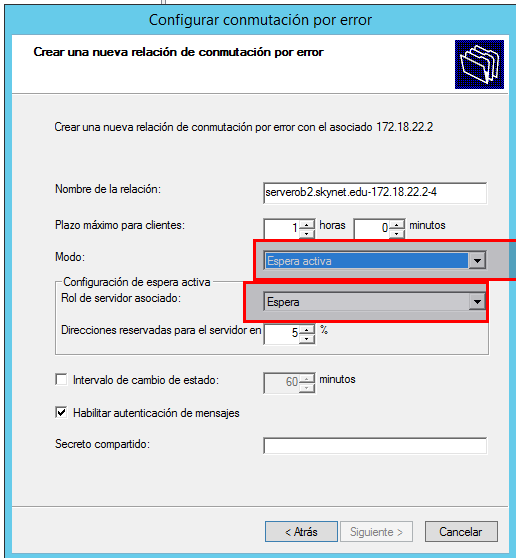 Configurar conmutación por error
Crear una nueva relación de conmutación por error
Crear una nueva relación de conmutación por error con el asociado 172.18.22.2
Nombre de la relación: serverob2.skynet.edu-172.18.22.2-4
Plazo máximo para clientes: 1 horas 0 minutos
Modo: Espera activa
Configuración de espera activa
Rol de servidor asociado: Espera
Direcciones reservadas para el servidor en 5 %
Intervalo de cambio de estado: 60 minutos
Habilitar autenticación de mensajes
Secreto compartido:
< Atrás Siguiente > Cancelar